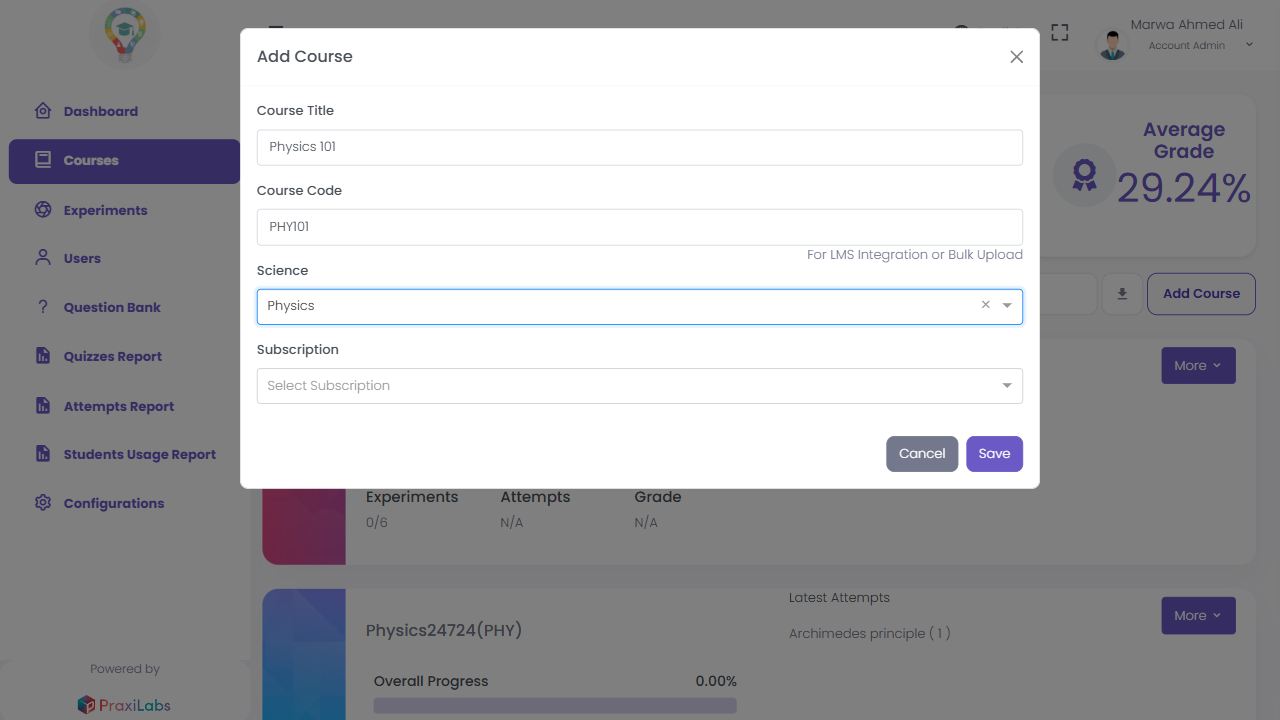 Marwa Ahmed Ali
Account Admin
Dashboard
Courses
Experiments
Users
Question Bank
Quizzes Report
Attempts Report
Students Usage Report
Configurations
Powered by
PraxiLabs
Add Course
Course Title
Physics 101
Course Code
PHY101
For LMS Integration or Bulk Upload
Science
Physics
Subscription
Select Subscription
Cancel
Save
Average
Grade
29.24%
Add Course
More
Experiments Attempts Grade
0/6 N/A N/A
Physics24724(PHY)
Overall Progress 0.00%
Latest Attempts
Archimedes principle ( 1 )
More